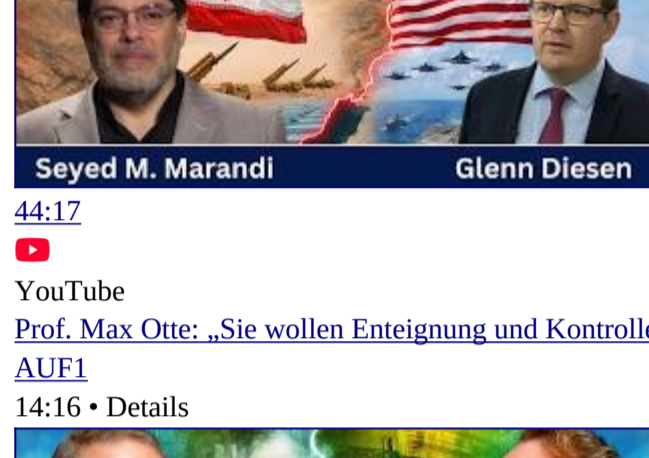 Seyed M. Marandi
Glenn Diesen
44:17
YouTube
Prof. Max Otte: „Sie wollen Enteignung und Kontrolle
AUF1
14:16 • Details